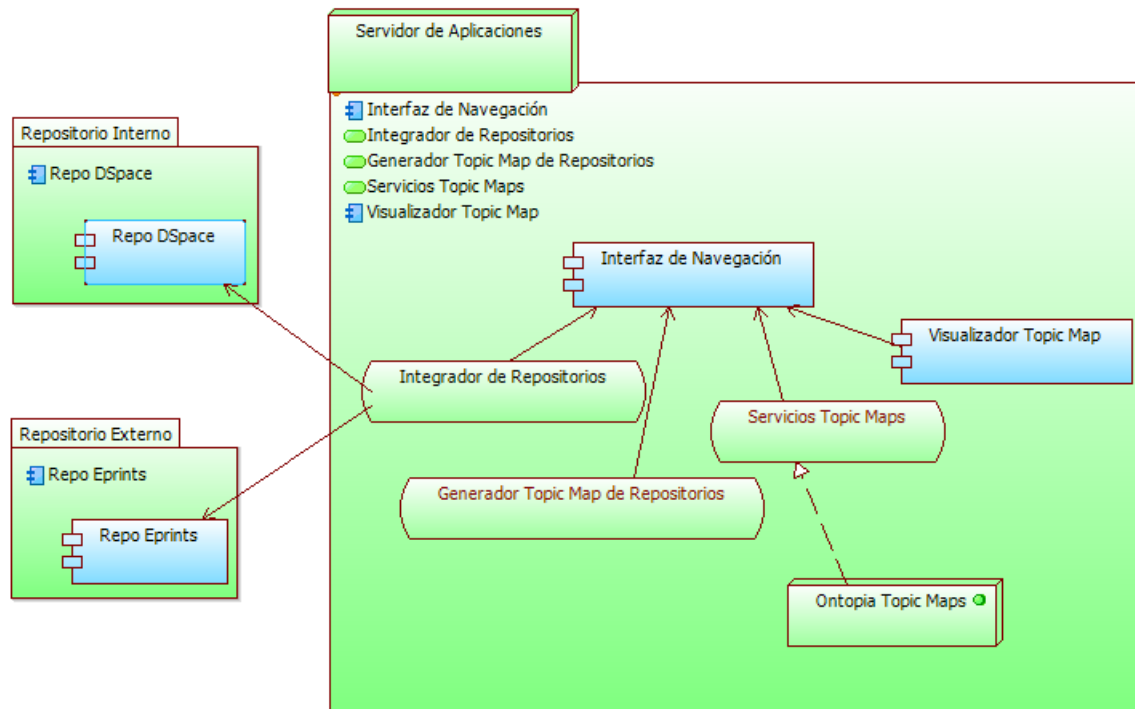 Servidor de Aplicaciones
Interfaz de Navegación
Integrador de Repositorios
Generador Topic Map de Repositorios
Servicios Topic Maps
Visualizador Topic Map
Repositorio Interno
Repo DSpace
Repo DSpace
Interfaz de Navegación
Visualizador Topic Map
Integrador de Repositorios
Servicios Topic Maps
Repositorio Externo
Repo Eprints
Generador Topic Map de Repositorios
Repo Eprints
Ontopia Topic Maps